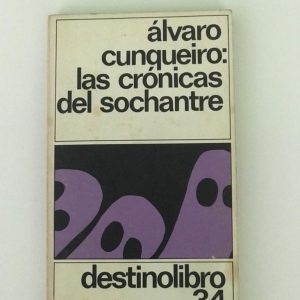 álvaro
cunqueiro:
las crónicas
del sochantre
destinolibro
34